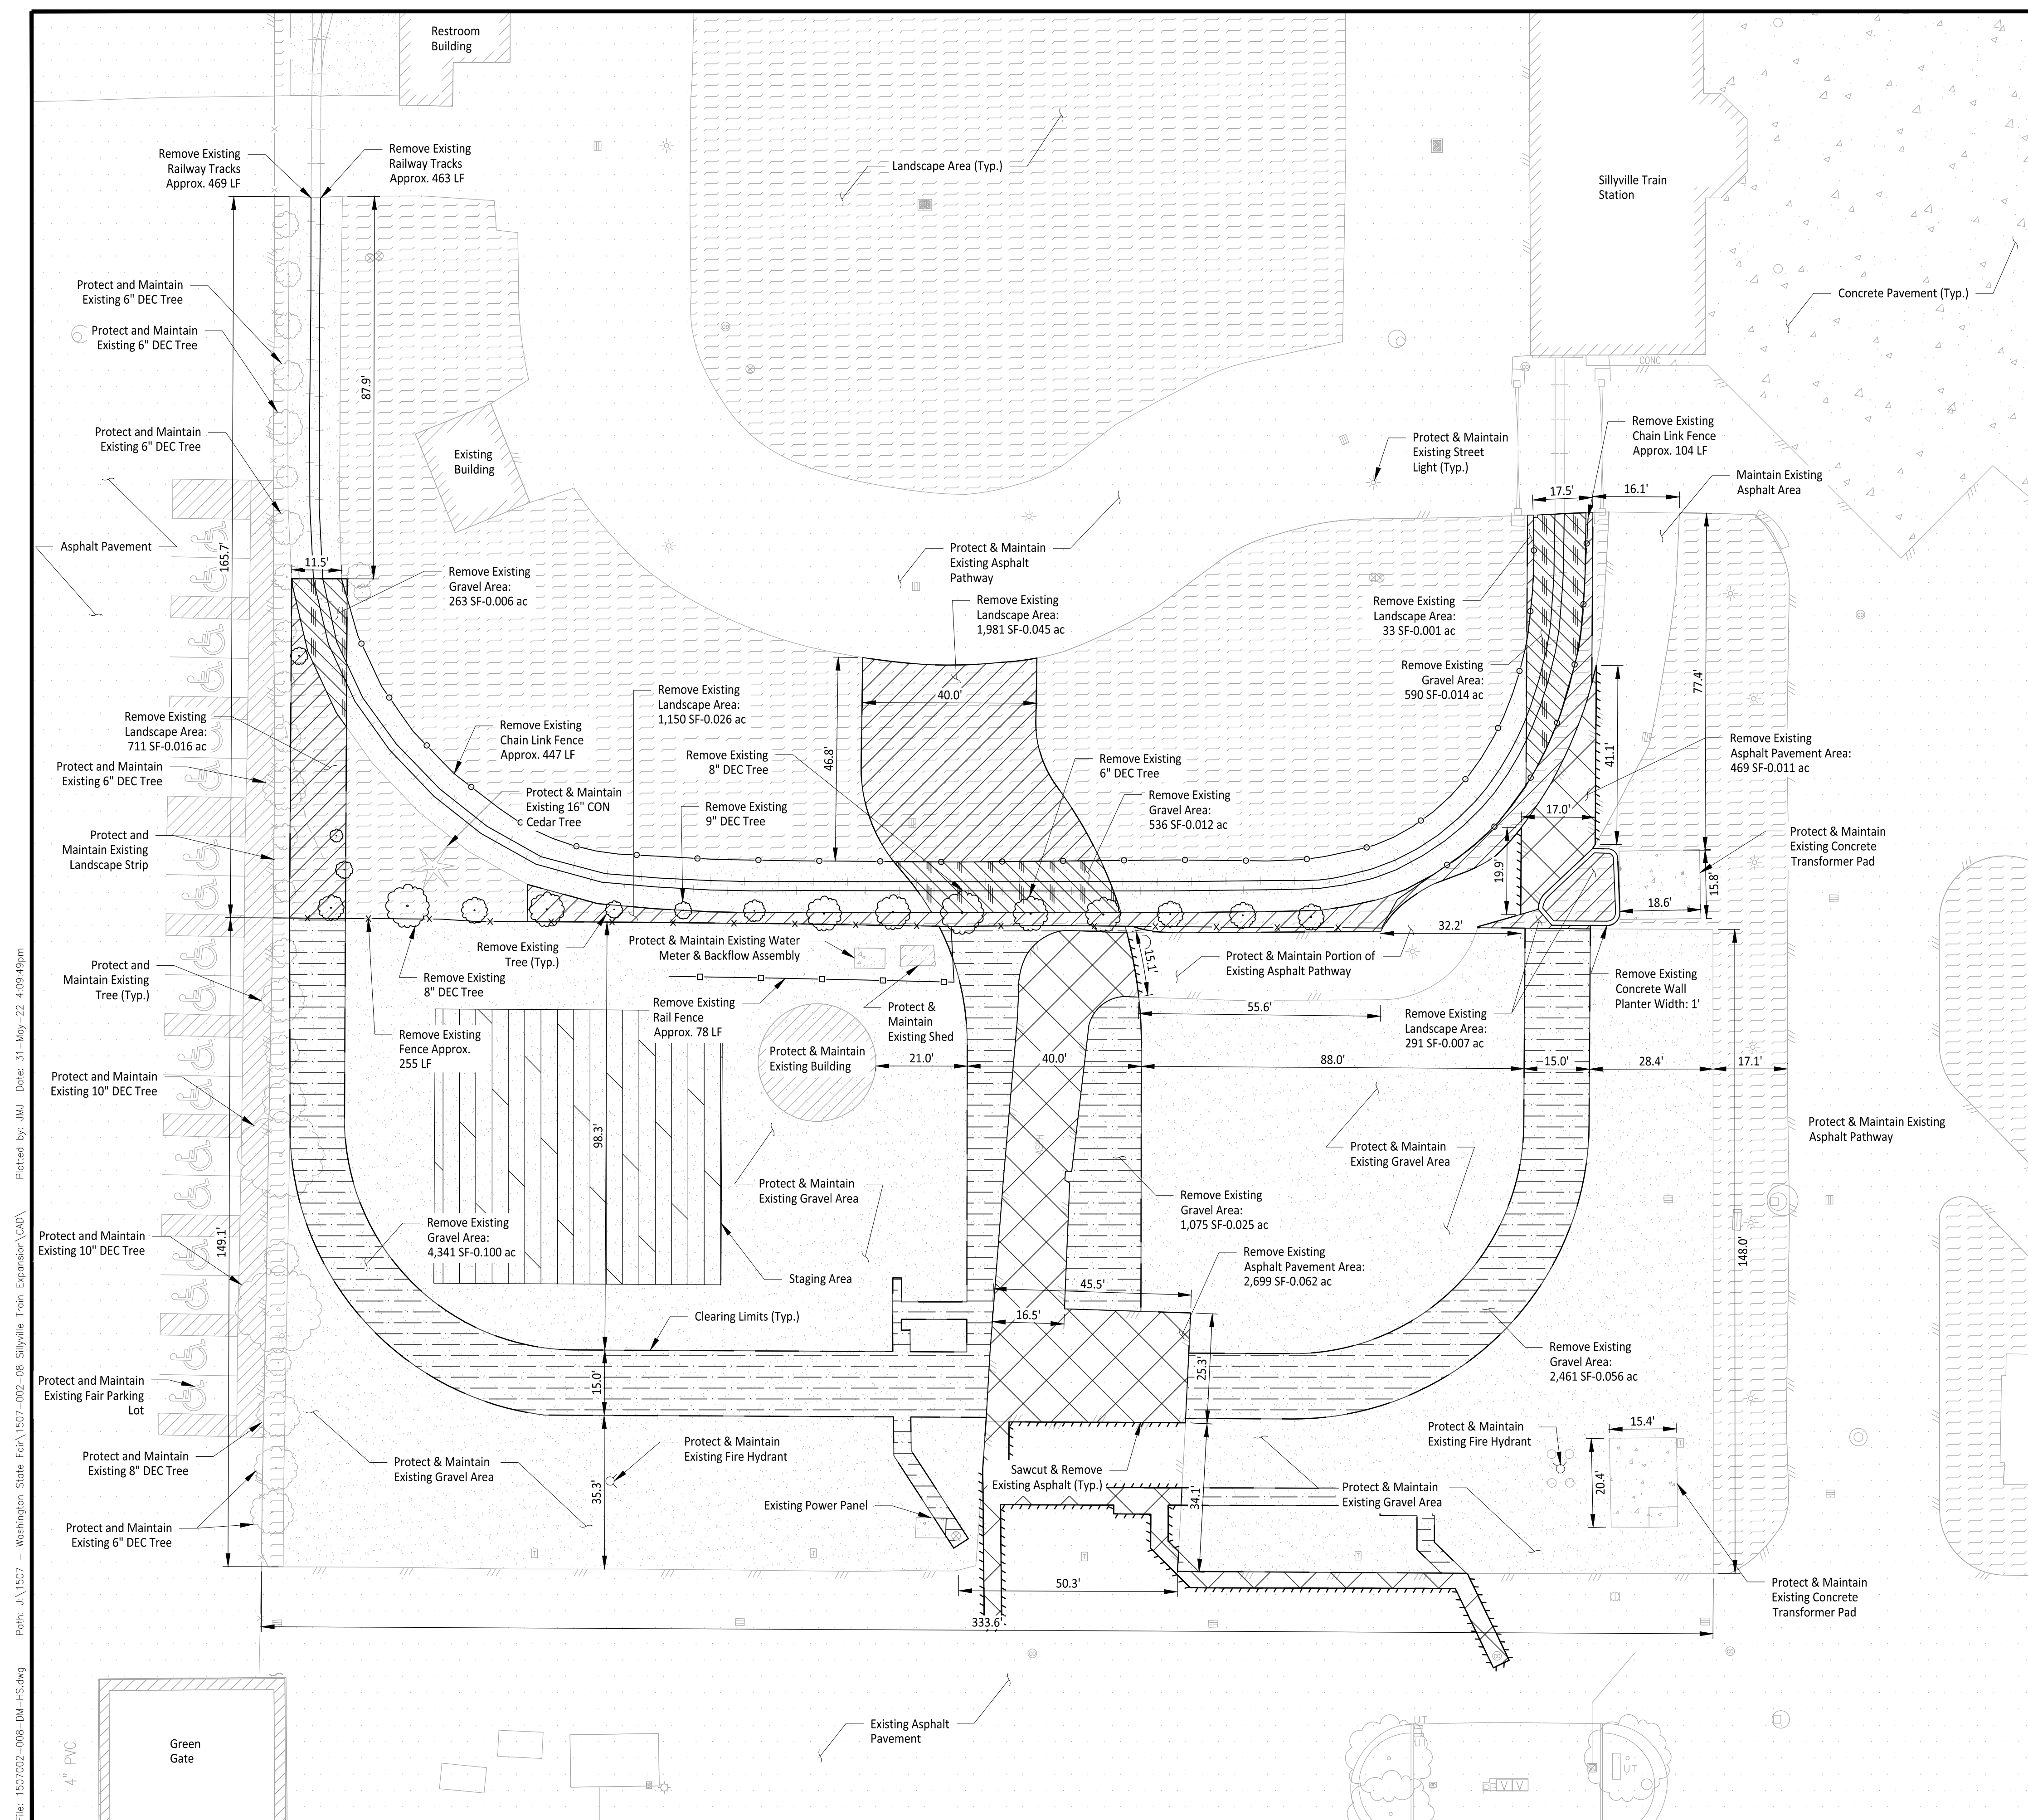 Restroom
Building
Remove Existing
Railway Tracks
Approx. 469 LF
Remove Existing
Railway Tracks
Approx. 463 LF
Landscape Area (Typ.)
Sillyville Train
Station
Concrete Pavement (Typ.)
Protect and Maintain
Existing 6" DEC Tree
Protect and Maintain
Existing 6" DEC Tree
CONC
87.9'
Protect and Maintain
Existing 6" DEC Tree
Existing
Building
Protect & Maintain
Existing Street
Light (Typ.)
Remove Existing
Chain Link Fence
Approx. 104 LF
Maintain Existing
Asphalt Area
17.5'
16.1'
Asphalt Pavement
165.7'
11.5'
Protect & Maintain
Existing Asphalt
Pathway
Remove Existing
Gravel Area:
263 SF-0.006 ac
Remove Existing
Landscape Area:
1,981 SF-0.045 ac
Remove Existing
Landscape Area:
33 SF-0.001 ac
Remove Existing
Gravel Area:
590 SF-0.014 ac
77.4'
40.0'
Remove Existing
Landscape Area:
1,150 SF-0.026 ac
Remove Existing
Landscape Area:
711 SF-0.016 ac
Remove Existing
Chain Link Fence
Approx. 447 LF
Remove Existing
8" DEC Tree
46.8'
Remove Existing
6" DEC Tree
41.1'
Remove Existing
Asphalt Pavement Area:
469 SF-0.011 ac
Protect and Maintain
Existing 6" DEC Tree
Protect & Maintain
Existing 16" CON
Cedar Tree
Remove Existing
9" DEC Tree
Remove Existing
Gravel Area:
536 SF-0.012 ac
17.0'
Protect and
Maintain Existing
Landscape Strip
Protect & Maintain
Existing Concrete
Transformer Pad
19.9'
15.8'
18.6'
32.2'
Remove Existing
Tree (Typ.)
Protect & Maintain Existing Water
Meter & Backflow Assembly
15.1'
Protect & Maintain Portion of
Existing Asphalt Pathway
Protect and
Maintain Existing
Tree (Typ.)
Remove Existing
8" DEC Tree
Remove Existing
Concrete Wall
Planter Width: 1'
Remove Existing
Rail Fence
Approx. 78 LF
Protect &
Maintain
Existing Shed
55.6'
Remove Existing
Landscape Area:
291 SF-0.007 ac
Remove Existing
Fence Approx.
255 LF
Protect & Maintain
Existing Building
21.0'
40.0'
88.0'
15.0'
28.4'
17.1'
Protect and Maintain
Existing 10" DEC Tree
98.3'
Protect & Maintain Existing
Asphalt Pathway
Protect & Maintain
Existing Gravel Area
Protect & Maintain
Existing Gravel Area
Remove Existing
Gravel Area:
1,075 SF-0.025 ac
Remove Existing
Gravel Area:
4,341 SF-0.100 ac
Protect and Maintain
Existing 10" DEC Tree
149.1'
148.0'
Remove Existing
Asphalt Pavement Area:
2,699 SF-0.062 ac
Staging Area
45.5'
Clearing Limits (Typ.)
16.5'
Remove Existing
Gravel Area:
2,461 SF-0.056 ac
25.3'
15.0'
Protect and Maintain
Existing Fair Parking
Lot
15.4'
Protect & Maintain
Existing Fire Hydrant
Protect & Maintain
Existing Fire Hydrant
Protect and Maintain
Existing 8" DEC Tree
Protect & Maintain
Existing Gravel Area
Sawcut & Remove
Existing Asphalt (Typ.)
20.4'
35.3'
34.1'
Protect & Maintain
Existing Gravel Area
Existing Power Panel
Protect and Maintain
Existing 6" DEC Tree
50.3'
Protect & Maintain
Existing Concrete
Transformer Pad
333.6'
Existing Asphalt
Pavement
Green
Gate
4" PVC
UT
UT
UT
File: 1507002-008-DM-HS.dwg Path: J:\1507 - Washington State Fair\1507-002-08 Sillyville Train Expansion\CAD\ Plotted by: JMJ Date: 31-May-22 4:09:49pm